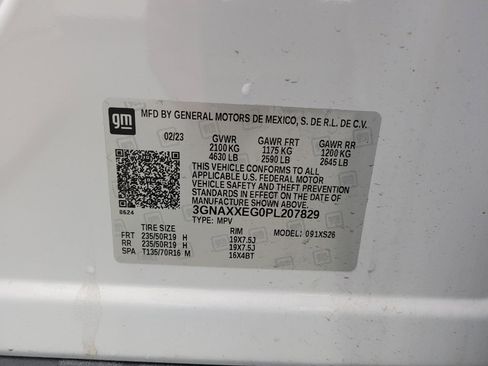 gm
MFD BY GENERAL MOTORS DE MEXICO, S. DE R.L. DE C.V.
02/23 GVWR GAWR FRT GAWR RR
2100 KG 1175 KG 1200 KG
4630 LB 2590 LB 2645 LB
THIS VEHICLE CONFORMS TO ALL
APPLICABLE U.S. FEDERAL MOTOR
VEHICLE SAFETY AND THEFT PREVENTION
STANDARDS IN EFFECT ON THE DATE OF
MANUFACTURE SHOWN ABOVE.
3GNAXXEG0PL207829
0524 TYPE: MPV MODEL: 091XS26
TIRE SIZE RIM
FRT 235/50R19 H 19X7.5J
RR 235/50R19 H 19X7.5J
SPA T135/70R16 M 16X4BT